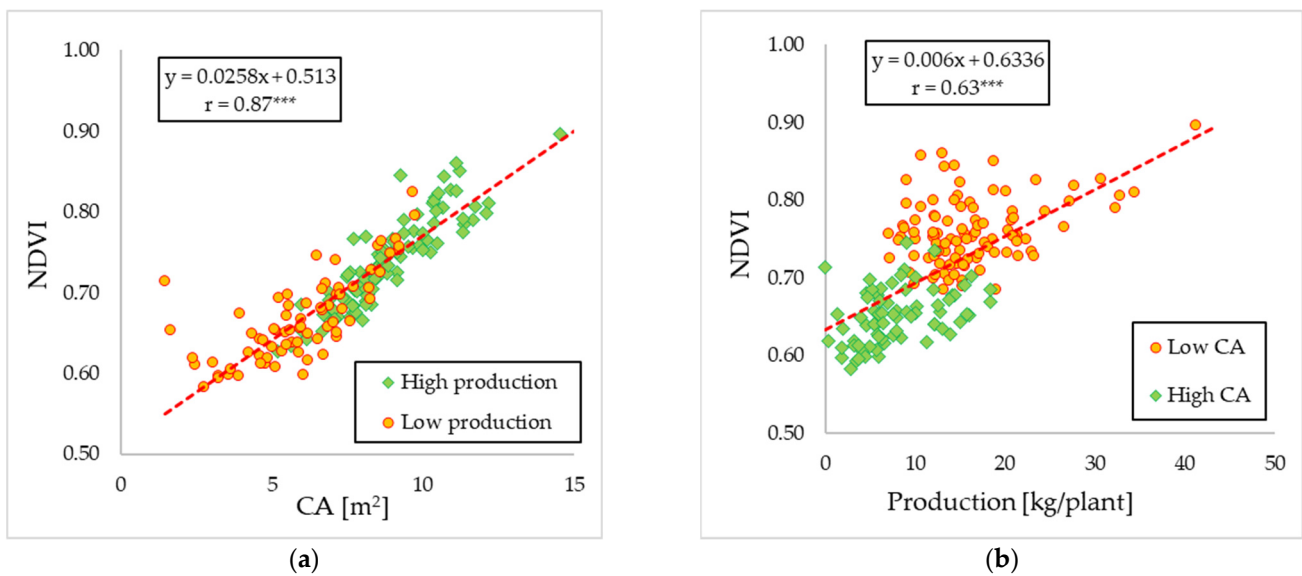 1.00
0.90
0.80
0.70
0.60
0.50
NDVI
y = 0.0258x + 0.513
r = 0.87***
High production
Low production
0 5 10 15
CA [m²]
(a)
1.00
0.90
0.80
0.70
0.60
0.50
NDVI
y = 0.006x + 0.6336
r = 0.63***
Low CA
High CA
0 10 20 30 40 50
Production [kg/plant]
(b)